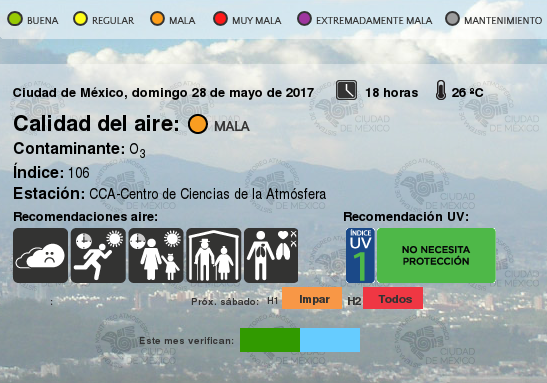 BUENA REGULAR MALA MUY MALA EXTREMADAMENTE MALA MANTENIMIENTO
Ciudad de México, domingo 28 de mayo de 2017 18 horas 26 ºC
Calidad del aire: MALA
Contaminante: O3
Índice: 106
Estación: CCA-Centro de Ciencias de la Atmósfera
Recomendaciones aire: Recomendación UV:
ÍNDICE
UV
1
NO NECESITA
PROTECCIÓN
: Próx. sábado: H1 Impar H2 Todos
Este mes verifican:
CIUDAD
DE MÉXICO